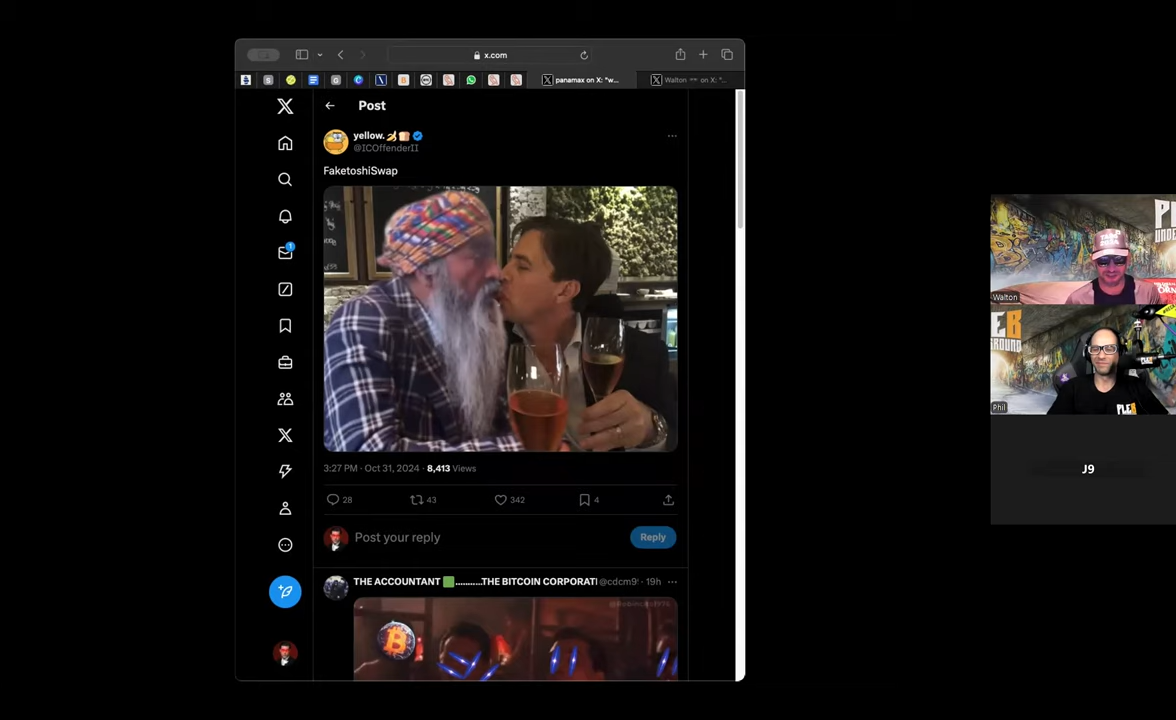 x.com
panamax on X: "w...
Walton 🥽 on X: "...
Post
yellow.🍌🍞
@ICOffenderII
FaketoshiSwap
3:27 PM · Oct 31, 2024 · 8,413 Views
28
43
342
4
Post your reply
Reply
THE ACCOUNTANT 🟩..........THE BITCOIN CORPORATI
19h
1
Walton
Phil
J9